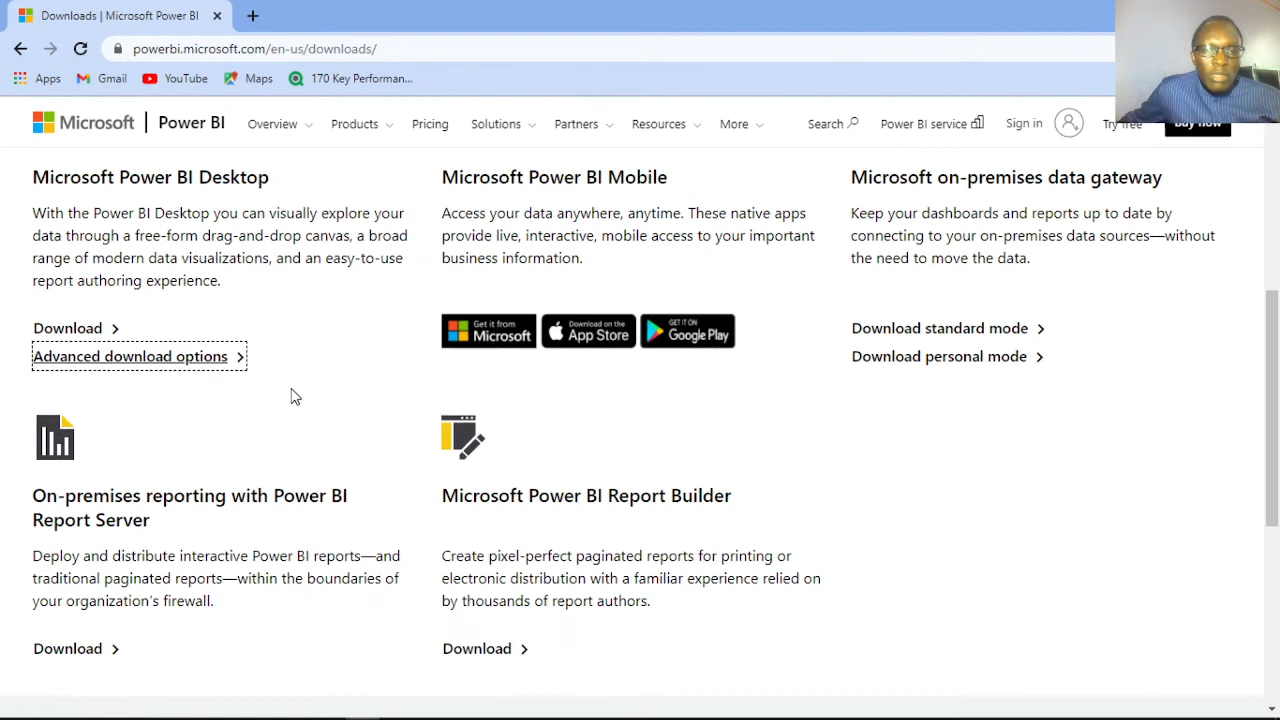 Downloads | Microsoft Power BI
powerbi.microsoft.com/en-us/downloads/
Apps Gmail YouTube Maps 170 Key Performan...
Microsoft Power BI Overview Products Pricing Solutions Partners Resources More Search Power BI service Sign in Try free Buy now
Microsoft Power BI Desktop
With the Power BI Desktop you can visually explore your
data through a free-form drag-and-drop canvas, a broad
range of modern data visualizations, and an easy-to-use
report authoring experience.
Download
Advanced download options
Microsoft Power BI Mobile
Access your data anywhere, anytime. These native apps
provide live, interactive, mobile access to your important
business information.
Get it from
Microsoft
Download on the
App Store
GET IT ON
Google Play
Microsoft on-premises data gateway
Keep your dashboards and reports up to date by
connecting to your on-premises data sources—without
the need to move the data.
Download standard mode
Download personal mode
On-premises reporting with Power BI
Report Server
Deploy and distribute interactive Power BI reports—and
traditional paginated reports—within the boundaries of
your organization's firewall.
Download
Microsoft Power BI Report Builder
Create pixel-perfect paginated reports for printing or
electronic distribution with a familiar experience relied on
by thousands of report authors.
Download